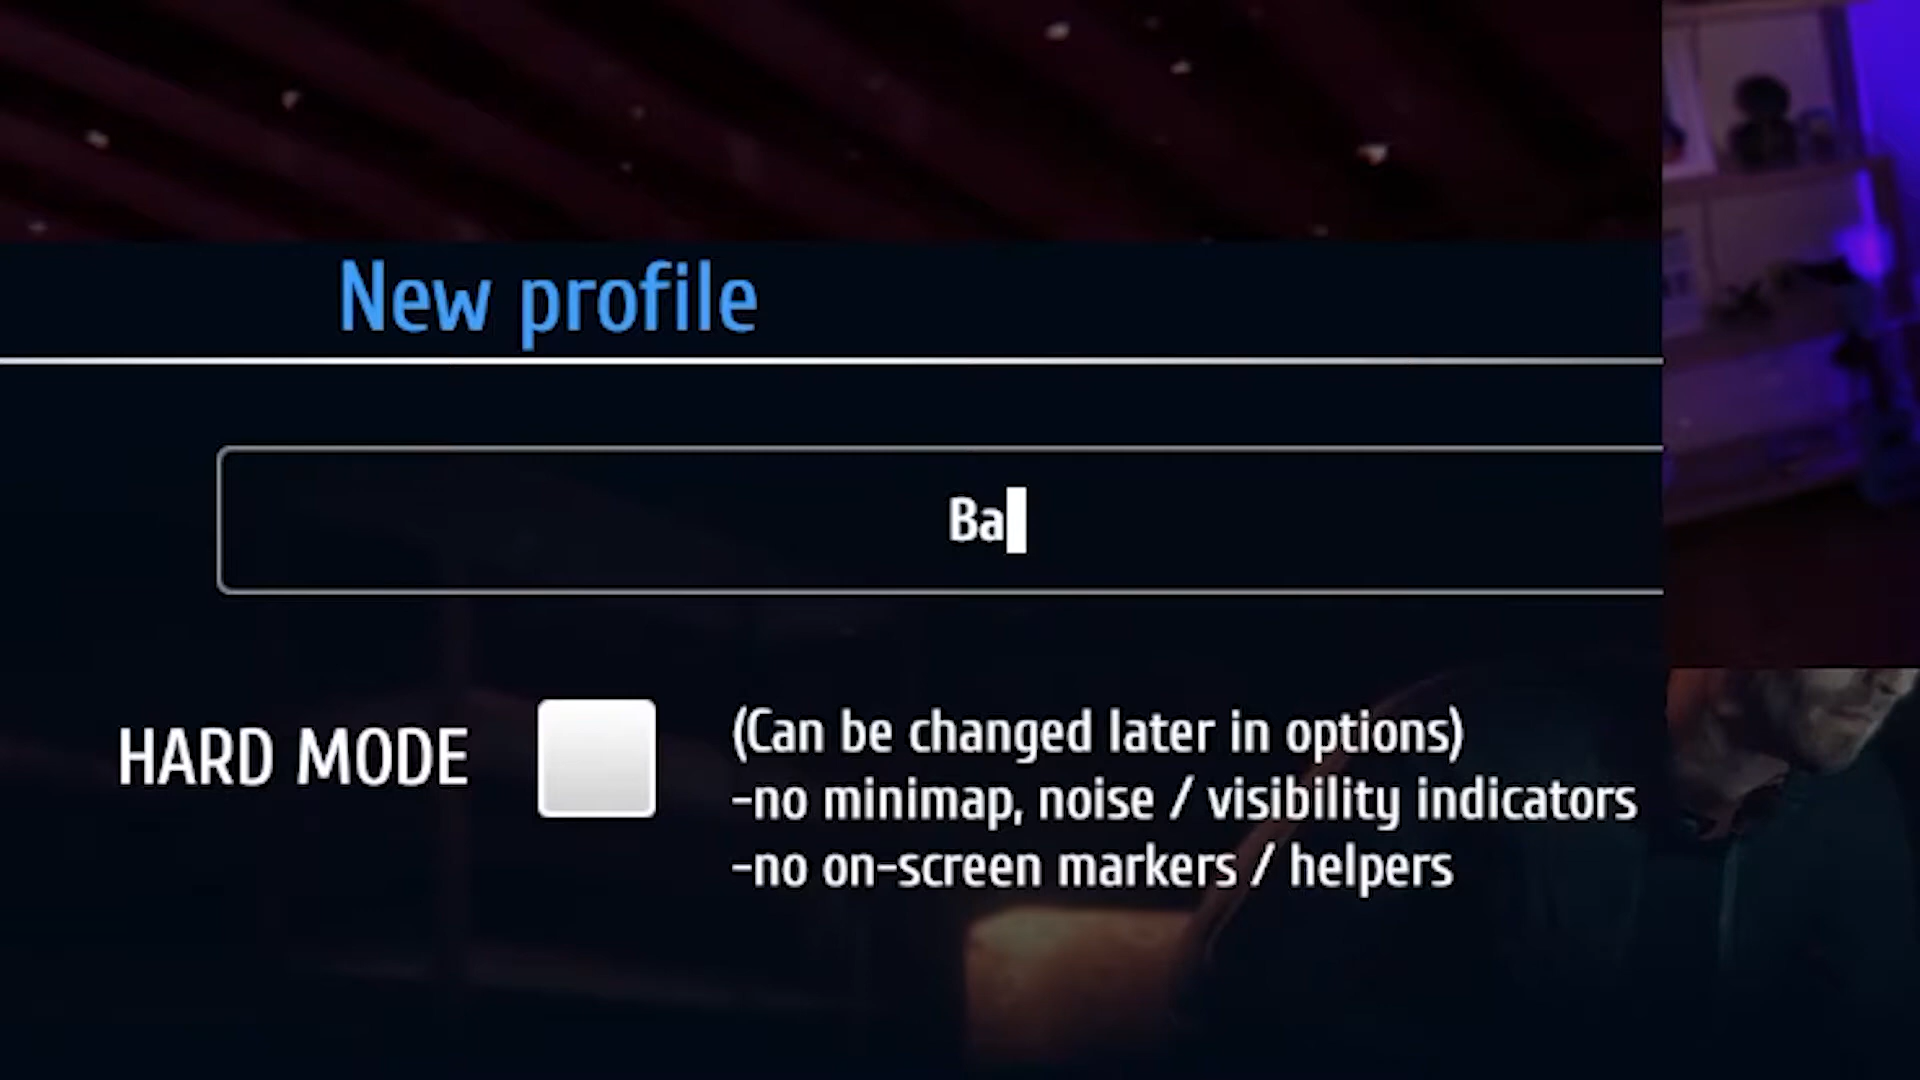 New profile
Ba
HARD MODE
(Can be changed later in options)
-no minimap, noise / visibility indicators
-no on-screen markers / helpers